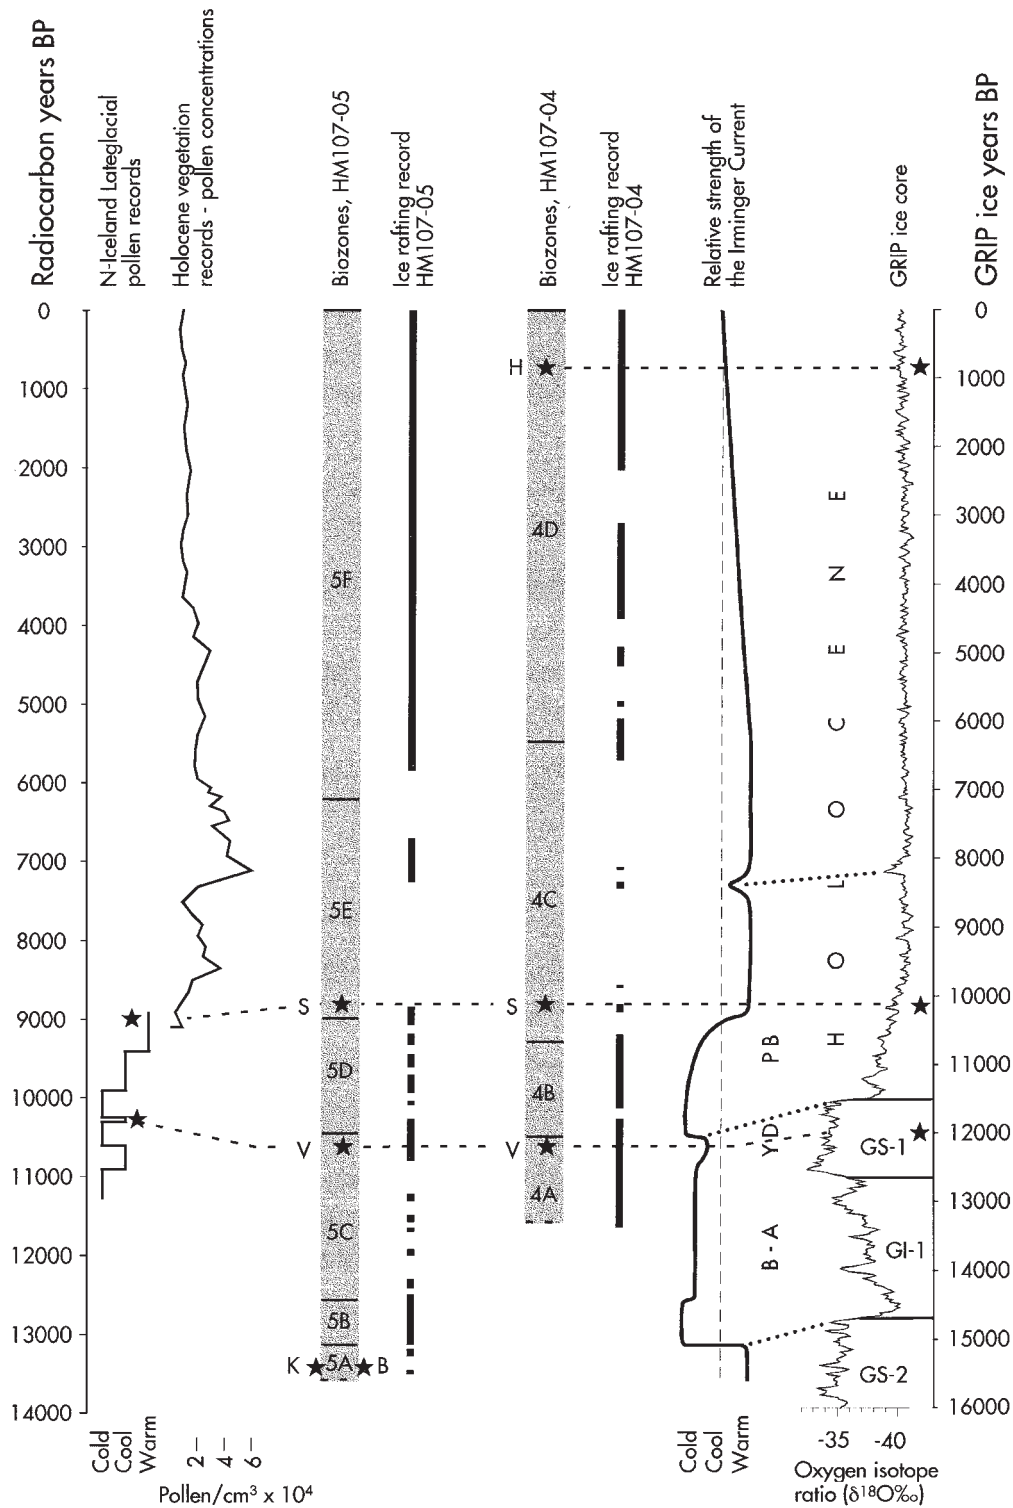 Radiocarbon years BP
N-Iceland Lateglacial
pollen records
Holocene vegetation
records - pollen concentrations
Biozones, HM107-05
Ice rafting record
HM107-05
Biozones, HM107-04
Ice rafting record
HM107-04
Relative strength of
the Irminger Current
GRIP ice core
GRIP ice years BP
0
1000
2000
3000
4000
5000
6000
7000
8000
9000
10000
11000
12000
13000
14000
5F
5E
S
5D
V
5C
5B
K
5A
B
H
4D
4C
S
4B
V
4A
HOLOCENE
PB
YD
B - A
GS-1
GI-1
GS-2
0
1000
2000
3000
4000
5000
6000
7000
8000
9000
10000
11000
12000
13000
14000
15000
16000
Cold
Cool
Warm
2
4
6
Pollen/cm³ x 10⁴
Cold
Cool
Warm
-35 -40
Oxygen isotope
ratio (δ¹⁸O‰)